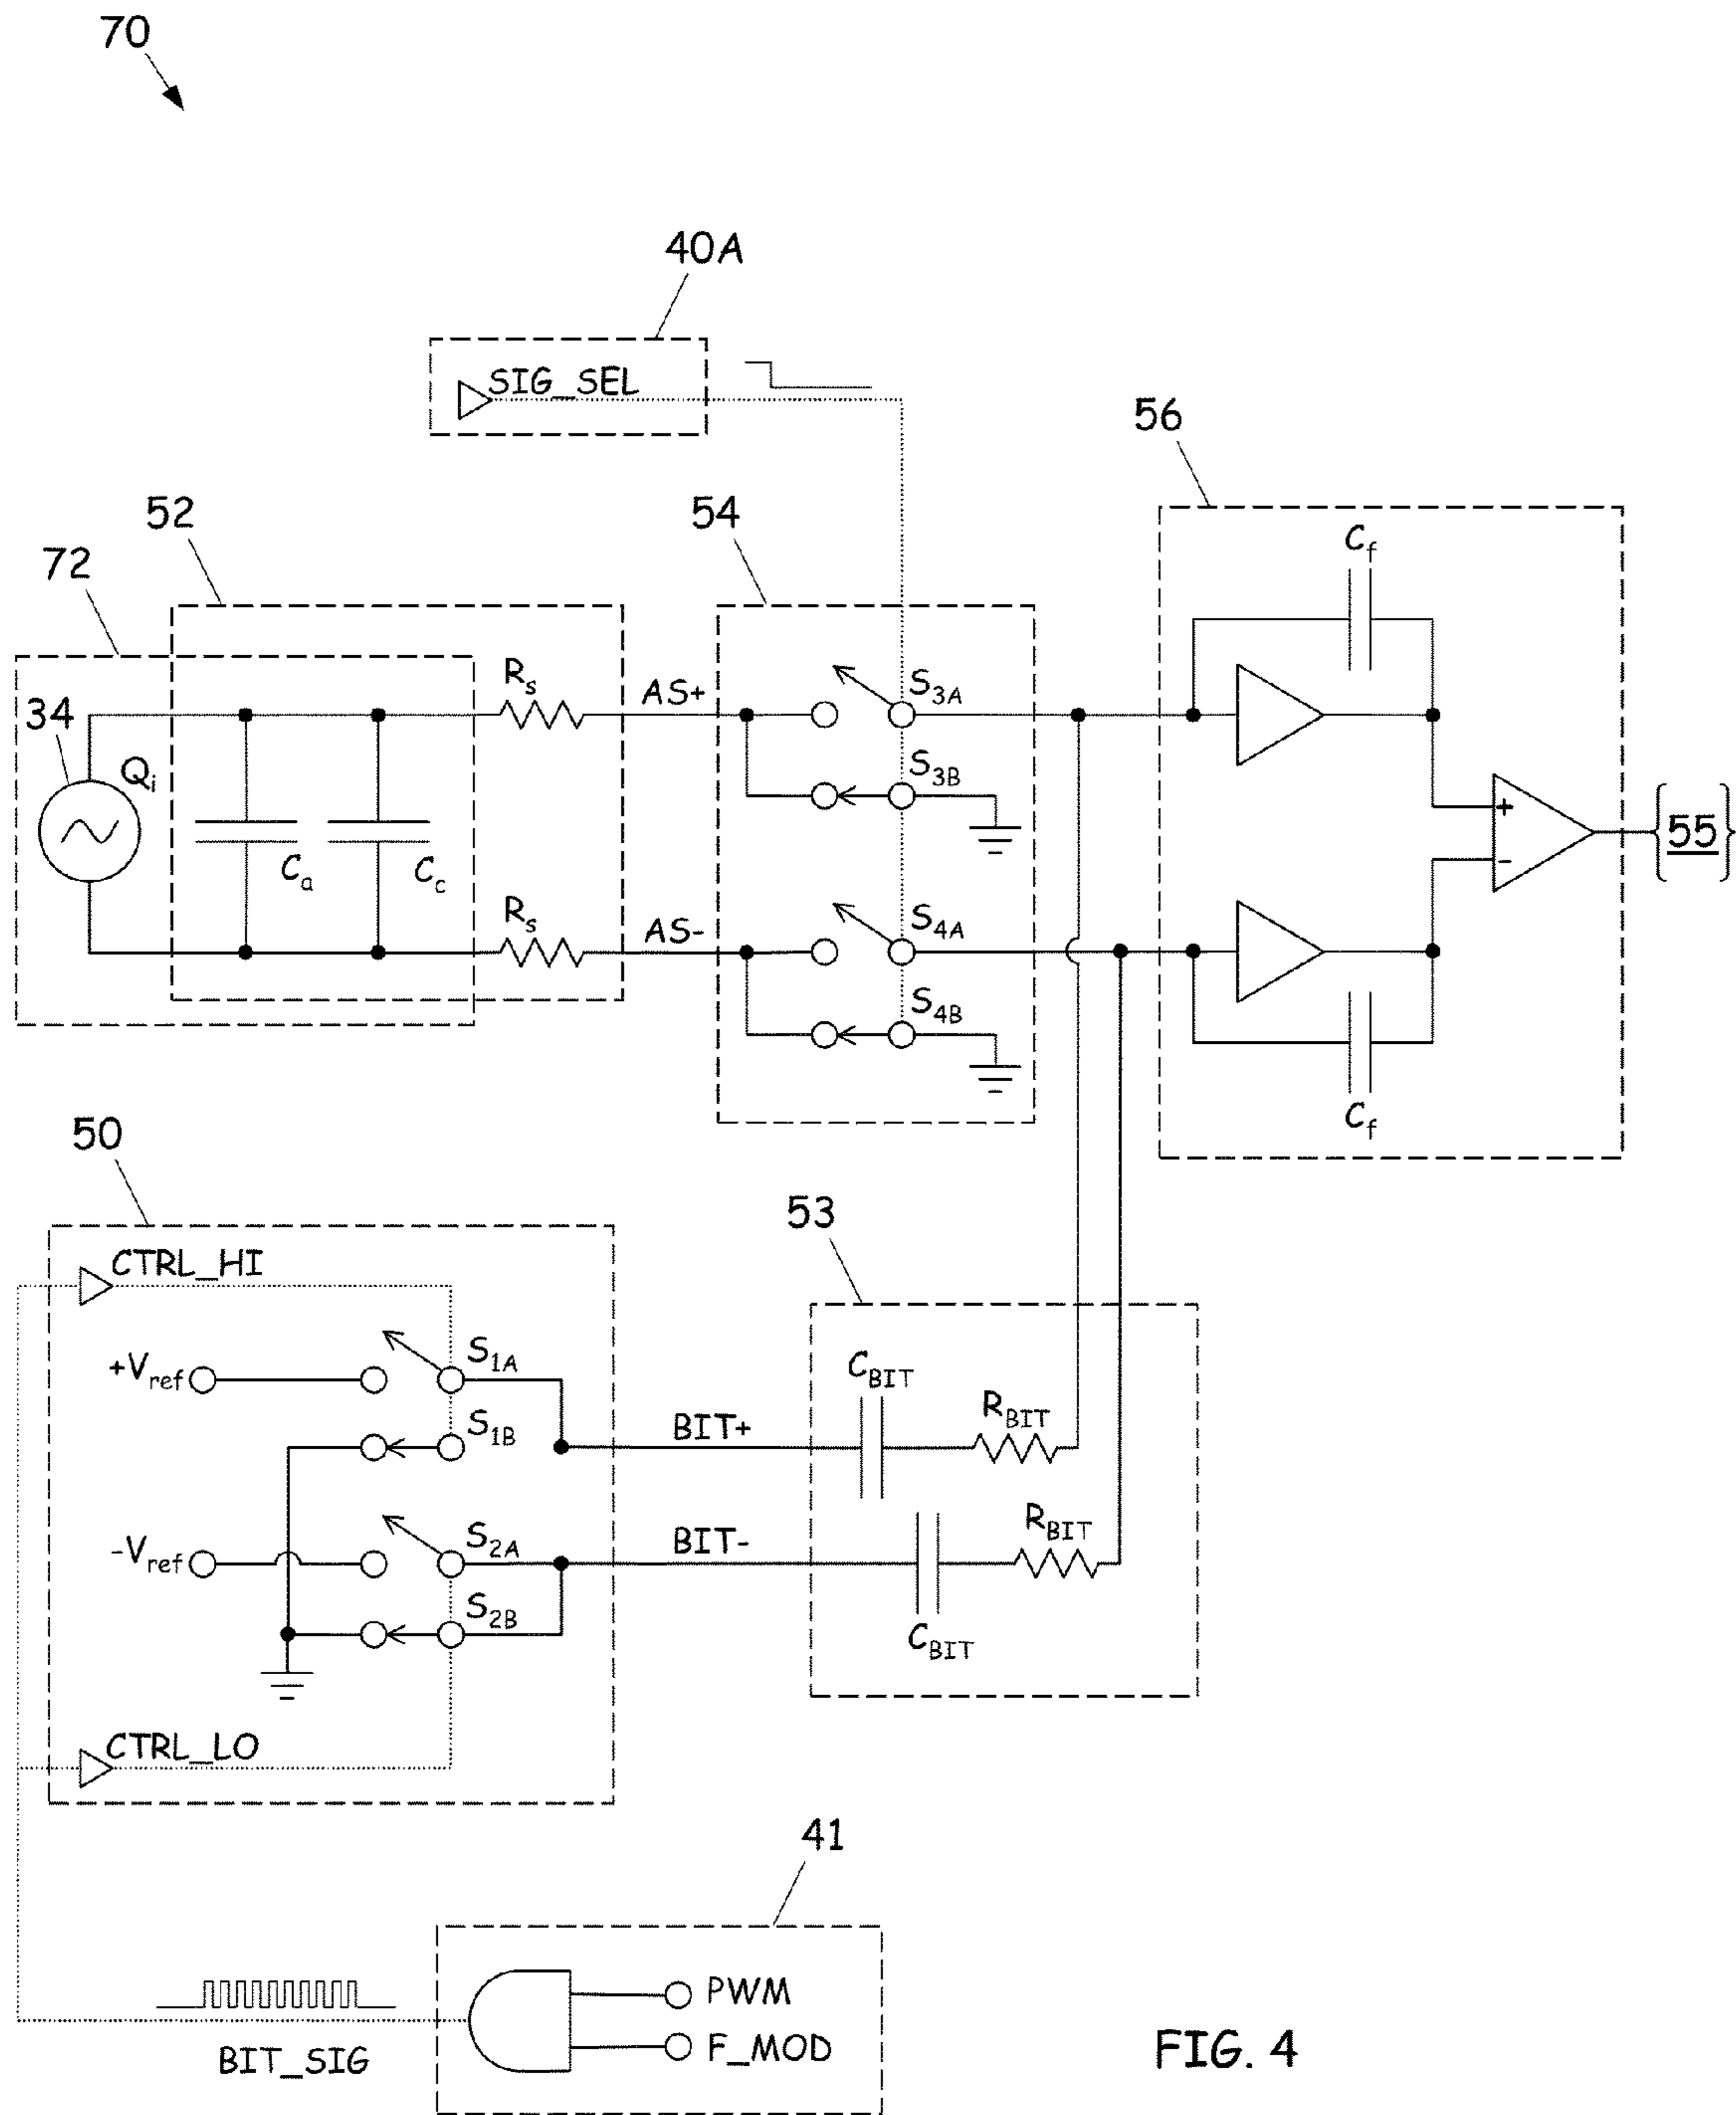 70
40A
SIG_SEL
56
52
54
72
Cf
34
Rs
AS+
S3A
Qi
S3B
+
55
Ca
Cc
-
Rs
AS-
S4A
S4B
Cf
50
53
CTRL_HI
+Vref
S1A
CBIT
S1B
BIT+
RBIT
-Vref
S2A
BIT-
RBIT
S2B
CBIT
CTRL_LO
41
PWM
F_MOD
BIT_SIG
FIG. 4